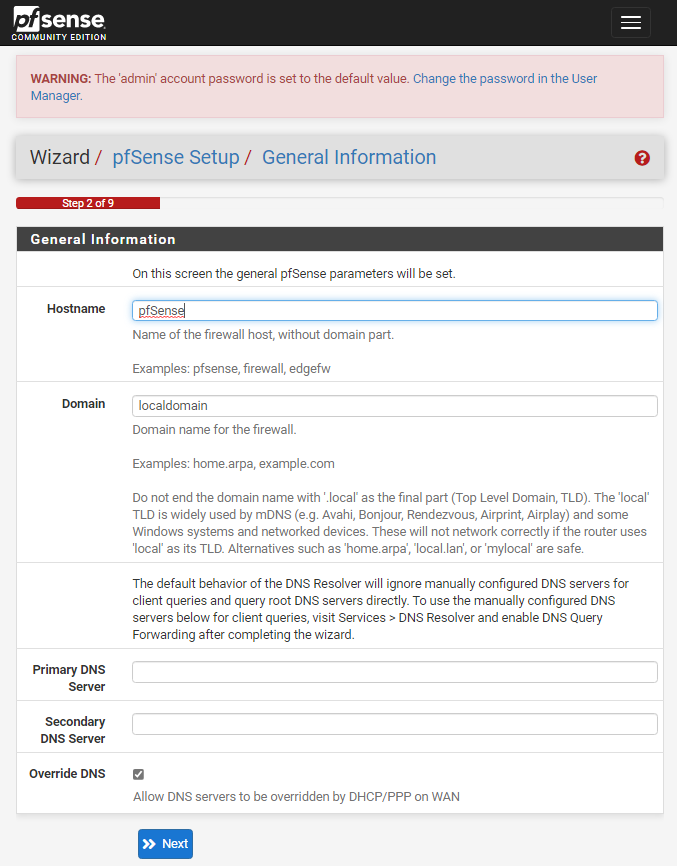 pfsense
COMMUNITY EDITION
WARNING: The 'admin' account password is set to the default value. Change the password in the User
Manager.
Wizard / pfSense Setup / General Information
Step 2 of 9
General Information
On this screen the general pfSense parameters will be set.
Hostname
pfSense
Name of the firewall host, without domain part.
Examples: pfsense, firewall, edgefw
Domain
localdomain
Domain name for the firewall.
Examples: home.arpa, example.com
Do not end the domain name with '.local' as the final part (Top Level Domain, TLD). The 'local'
TLD is widely used by mDNS (e.g. Avahi, Bonjour, Rendezvous, Airprint, Airplay) and some
Windows systems and networked devices. These will not network correctly if the router uses
'local' as its TLD. Alternatives such as 'home.arpa', 'local.lan', or 'mylocal' are safe.
The default behavior of the DNS Resolver will ignore manually configured DNS servers for
client queries and query root DNS servers directly. To use the manually configured DNS
servers below for client queries, visit Services > DNS Resolver and enable DNS Query
Forwarding after completing the wizard.
Primary DNS
Server
Secondary
DNS Server
Override DNS
Allow DNS servers to be overridden by DHCP/PPP on WAN
Next